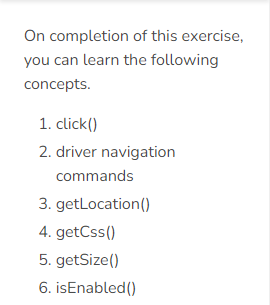 On completion of this exercise,
you can learn the following
concepts.
1. click()
2. driver navigation
commands
3. getLocation()
4. getCss()
5. getSize()
6. isEnabled()